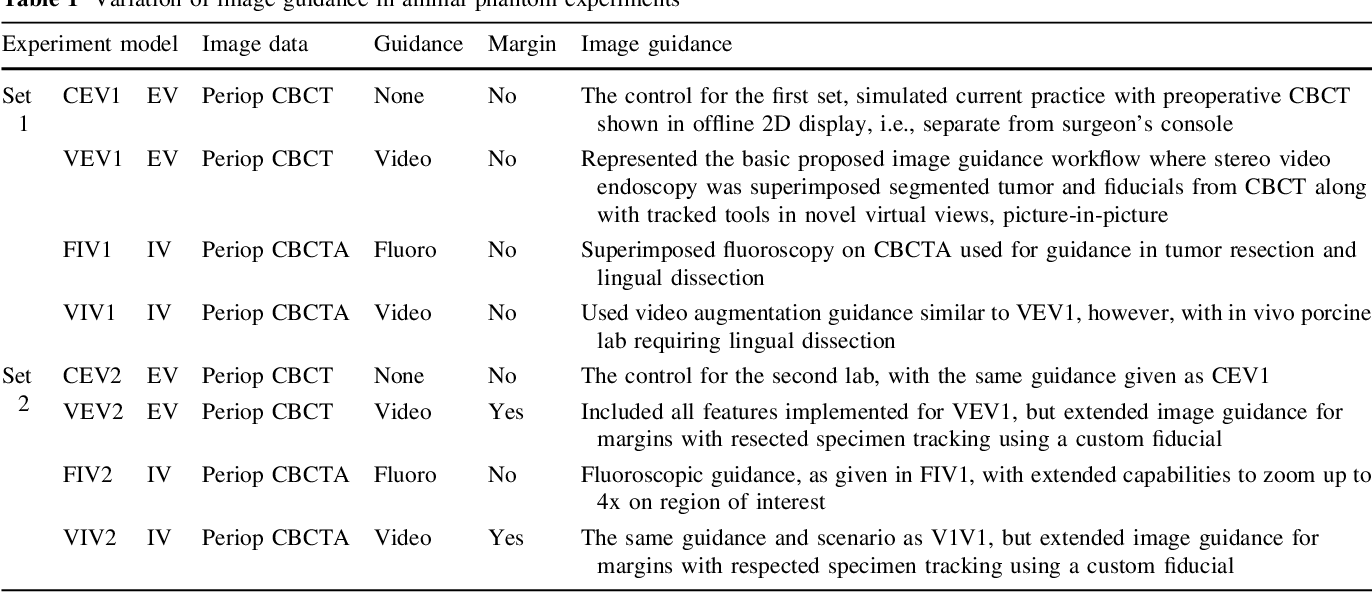 Table 1 Variation of image guidance in animal phantom experiments
Experiment model Image data Guidance Margin Image guidance
Set CEV1 EV Periop CBCT None No The control for the first set, simulated current practice with preoperative CBCT
1 shown in offline 2D display, i.e., separate from surgeon's console
VEV1 EV Periop CBCT Video No Represented the basic proposed image guidance workflow where stereo video
endoscopy was superimposed segmented tumor and fiducials from CBCT along
with tracked tools in novel virtual views, picture-in-picture
FIV1 IV Periop CBCTA Fluoro No Superimposed fluoroscopy on CBCTA used for guidance in tumor resection and
lingual dissection
VIV1 IV Periop CBCTA Video No Used video augmentation guidance similar to VEV1, however, with in vivo porcine
lab requiring lingual dissection
Set CEV2 EV Periop CBCT None No The control for the second lab, with the same guidance given as CEV1
2 VEV2 EV Periop CBCT Video Yes Included all features implemented for VEV1, but extended image guidance for
margins with resected specimen tracking using a custom fiducial
FIV2 IV Periop CBCTA Fluoro No Fluoroscopic guidance, as given in FIV1, with extended capabilities to zoom up to
4x on region of interest
VIV2 IV Periop CBCTA Video Yes The same guidance and scenario as V1V1, but extended image guidance for
margins with respected specimen tracking using a custom fiducial